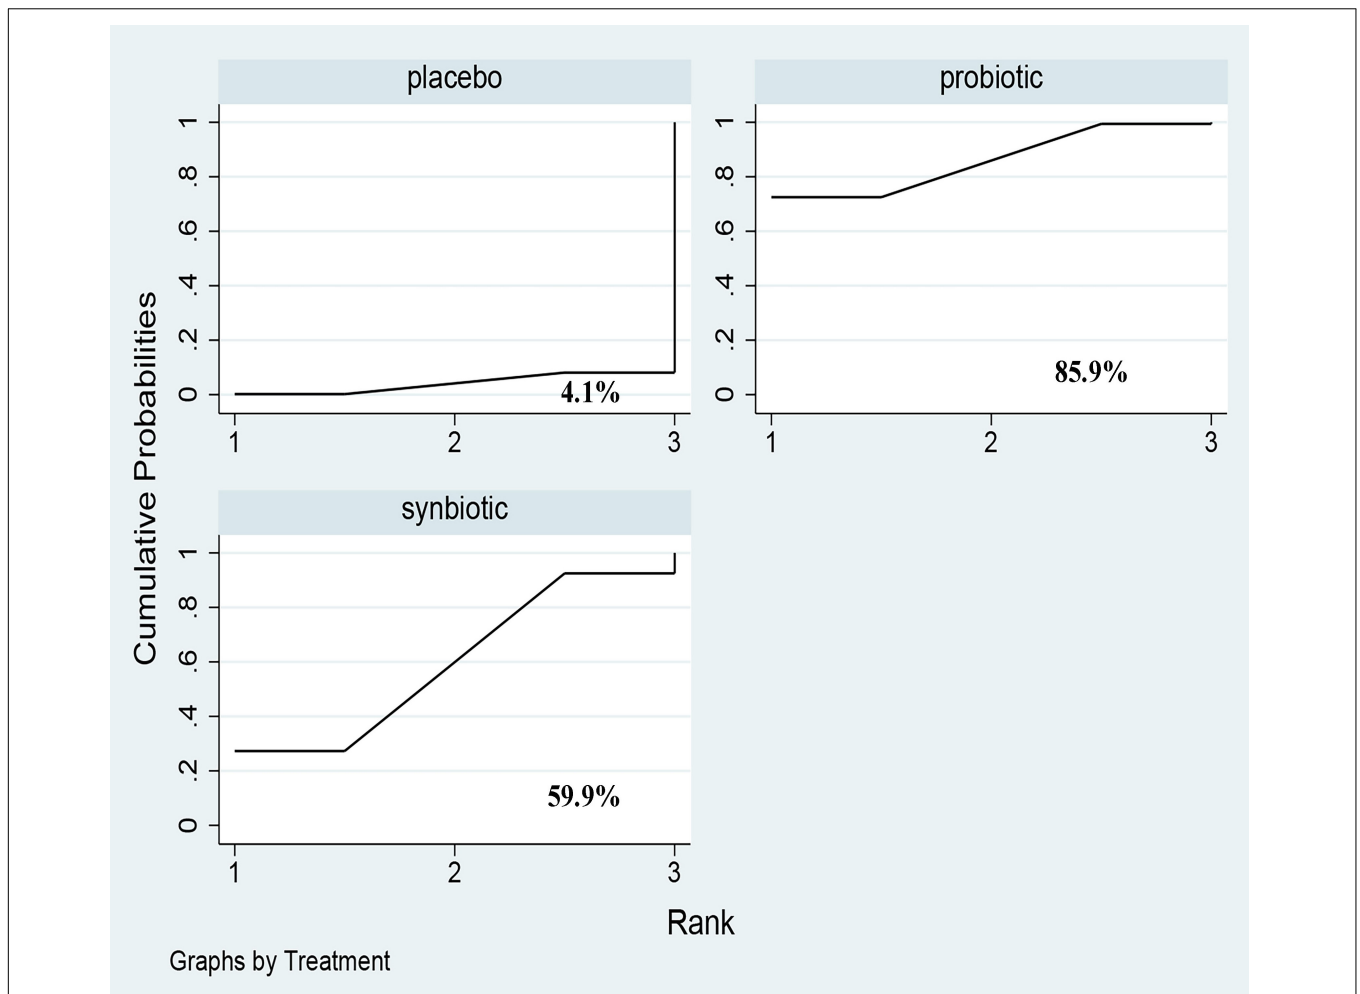 placebo
1
.8
.6
.4
.2
0
4.1%
1 2 3
probiotic
1
.8
.6
.4
.2
0
85.9%
1 2 3
synbiotic
1
.8
.6
.4
.2
0
59.9%
1 2 3
Cumulative Probabilities
Rank
Graphs by Treatment